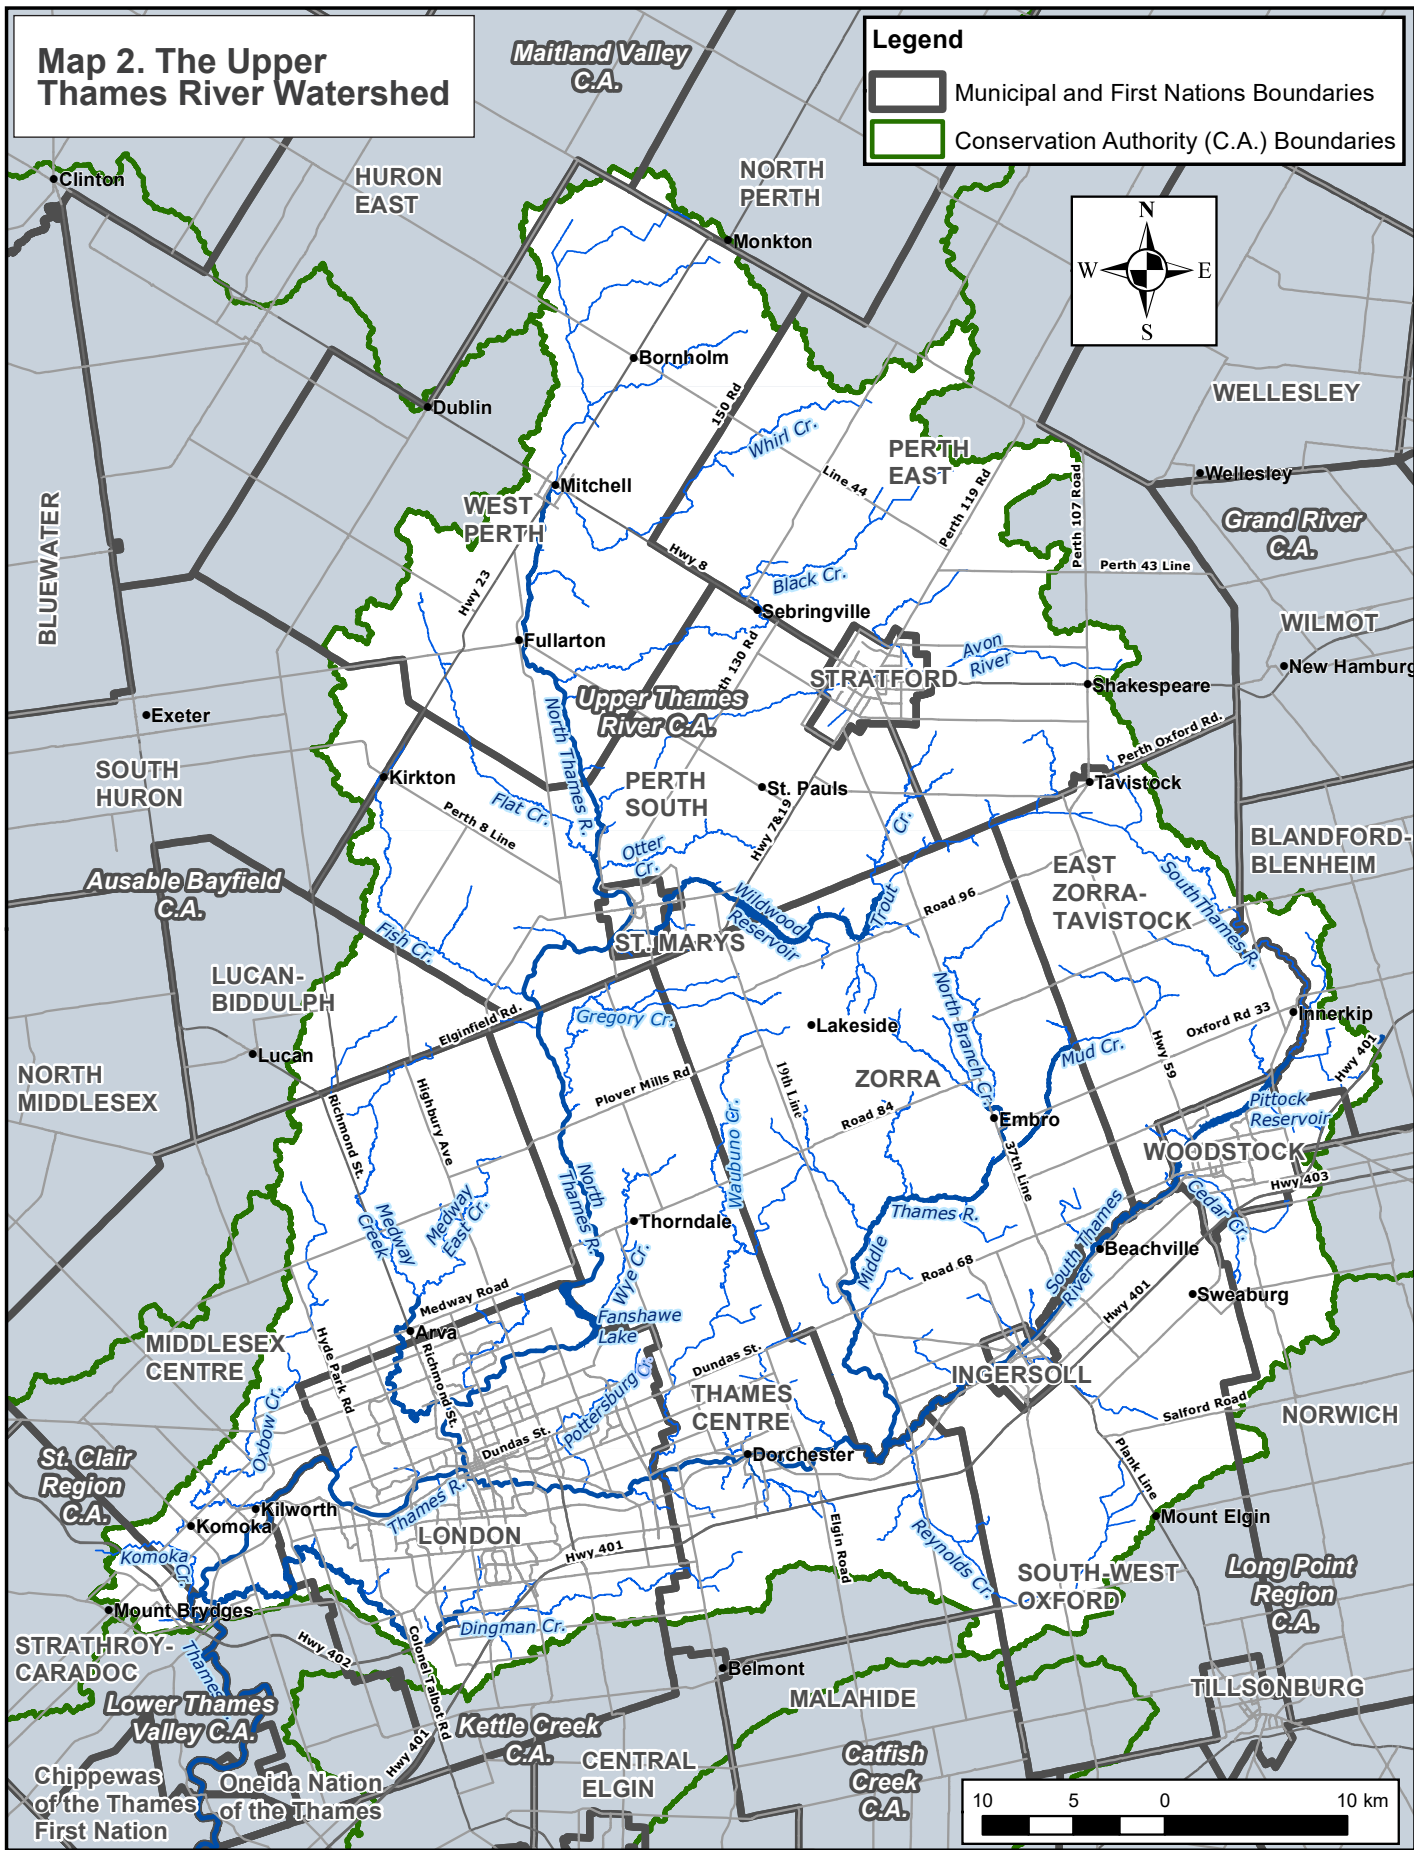 Map 2. The Upper
Thames River Watershed
Legend
Municipal and First Nations Boundaries
Conservation Authority (C.A.) Boundaries
Maitland Valley
C.A.
N
W
E
S
Clinton
HURON
EAST
NORTH
PERTH
Monkton
Bornholm
Dublin
150 Rd
WELLESLEY
Whirl Cr.
PERTH
EAST
Line 44
Perth 119 Rd
Perth 107 Road
Wellesley
Mitchell
WEST
PERTH
Grand River
C.A.
BLUEWATER
Hwy 8
Hwy 23
Black Cr.
Perth 43 Line
Sebringville
WILMOT
Fullarton
th 130 Rd
Avon
River
New Hamburg
STRATFORD
Shakespeare
Upper Thames
River C.A.
Exeter
North Thames R.
Perth Oxford Rd.
SOUTH
HURON
Kirkton
PERTH
SOUTH
St. Pauls
Tavistock
Flat Cr.
Perth 8 Line
Hwy 7&19
Trout
Cr.
Otter
Cr.
BLANDFORD-
BLENHEIM
EAST
ZORRA-
TAVISTOCK
Ausable Bayfield
C.A.
Wildwood
Reservoir
Road 96
South Thames R.
Fish Cr.
ST. MARYS
LUCAN-
BIDDULPH
North Branch Cr.
Gregory Cr.
Elginfield Rd.
Lakeside
Innerkip
Oxford Rd 33
Hwy 59
Mud Cr.
Hwy 401
Lucan
NORTH
MIDDLESEX
Plover Mills Rd
19th Line
ZORRA
Highbury Ave
Richmond St.
Waubuno Cr.
Road 84
Embro
Pittock
Reservoir
WOODSTOCK
37th Line
Hwy 403
North
Thames R.
Medway
Creek
Medway
East Cr.
Cedar Cr.
Thorndale
Middle
Thames R.
South Thames
River
Beachville
Wye Cr.
Road 68
Hwy 401
Sweaburg
Medway Road
Fanshawe
Lake
Arva
MIDDLESEX
CENTRE
Hyde Park Rd
Richmond St.
Dundas St.
INGERSOLL
Pottersburg Cr.
THAMES
CENTRE
Oxbow Cr.
Salford Road
NORWICH
Dundas St.
Plank Line
Dorchester
St. Clair
Region
C.A.
Kilworth
Thames R.
Komoka
LONDON
Elgin Road
Mount Elgin
Reynolds Cr.
Komoka
Cr.
Hwy 401
SOUTH-WEST
OXFORD
Long Point
Region
C.A.
Mount Brydges
Dingman Cr.
STRATHROY-
CARADOC
Thames
Hwy 402
Colonel Talbot Rd
Belmont
MALAHIDE
TILLSONBURG
Lower Thames
Valley C.A.
Kettle Creek
C.A.
Hwy 401
CENTRAL
ELGIN
Catfish
Creek
C.A.
Chippewas
of the Thames
First Nation
Oneida Nation
of the Thames
10 5 0 10 km